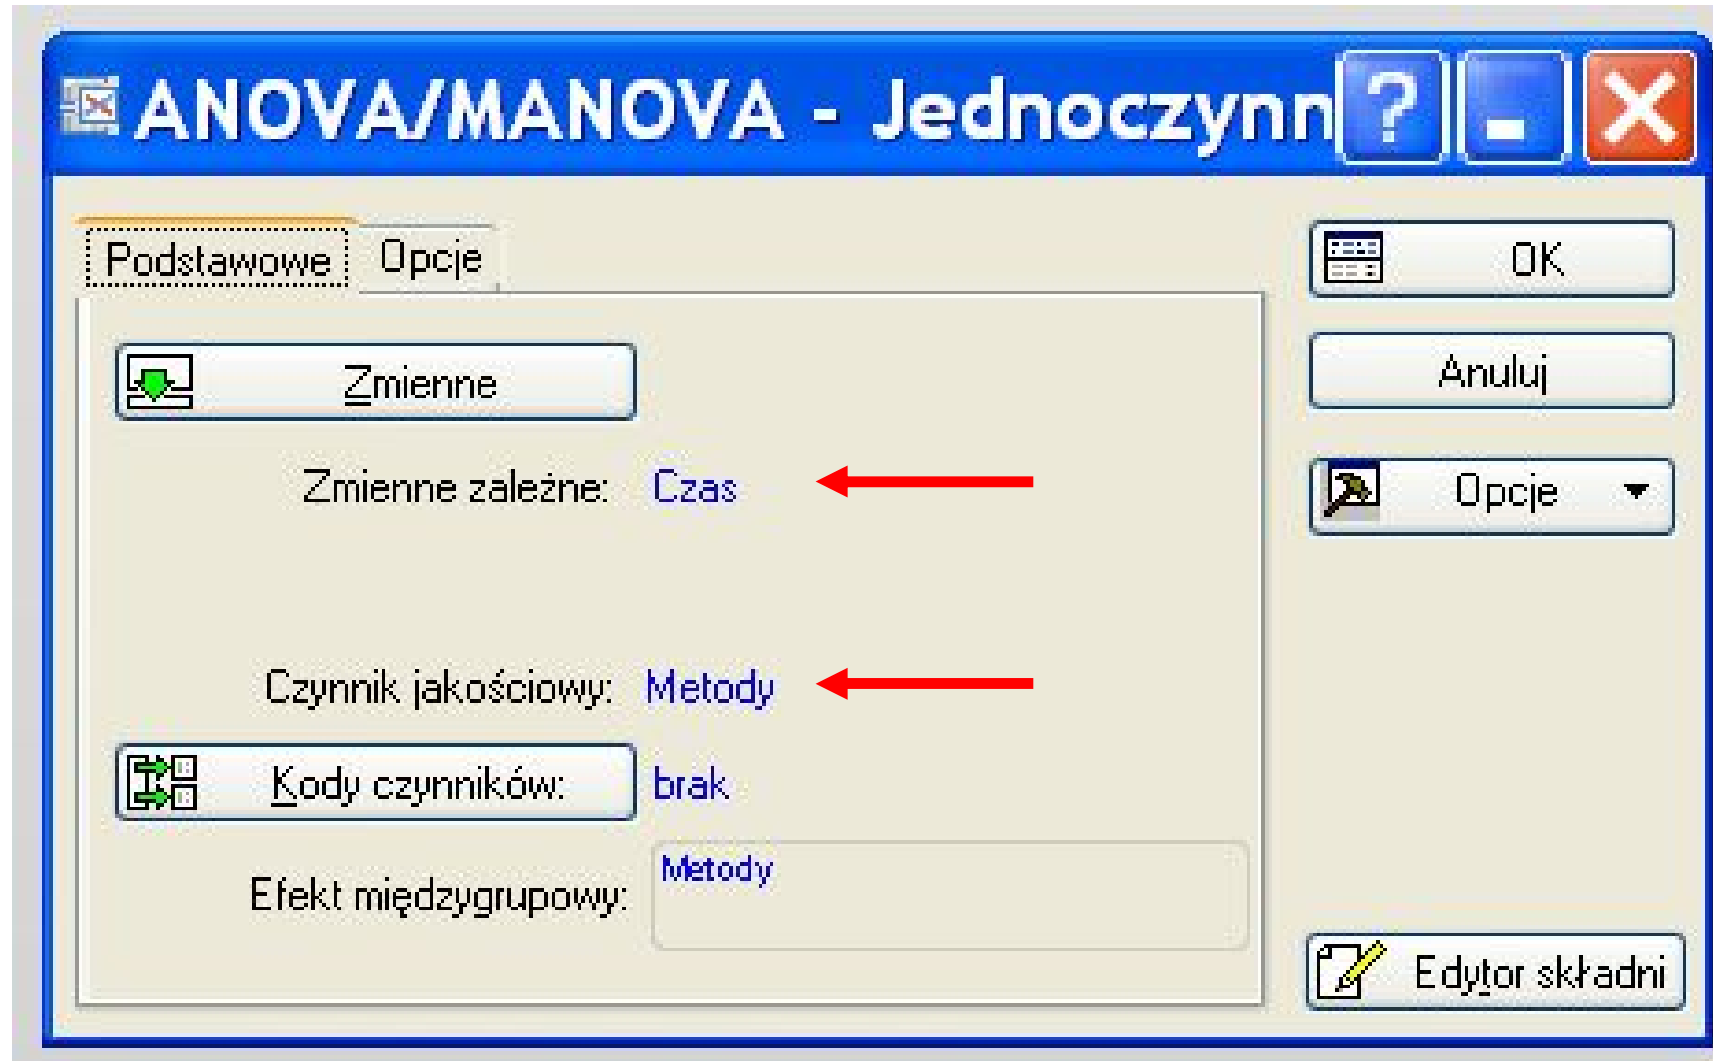 ANOVA/MANOVA - Jednoczynn
Podstawowe Opcje
OK
Zmienne
Anuluj
Zmienne zależne: Czas
Opcje
Czynnik jakościowy: Metody
Kody czynników: brak
Efekt międzygrupowy: Metody
Edytor składni